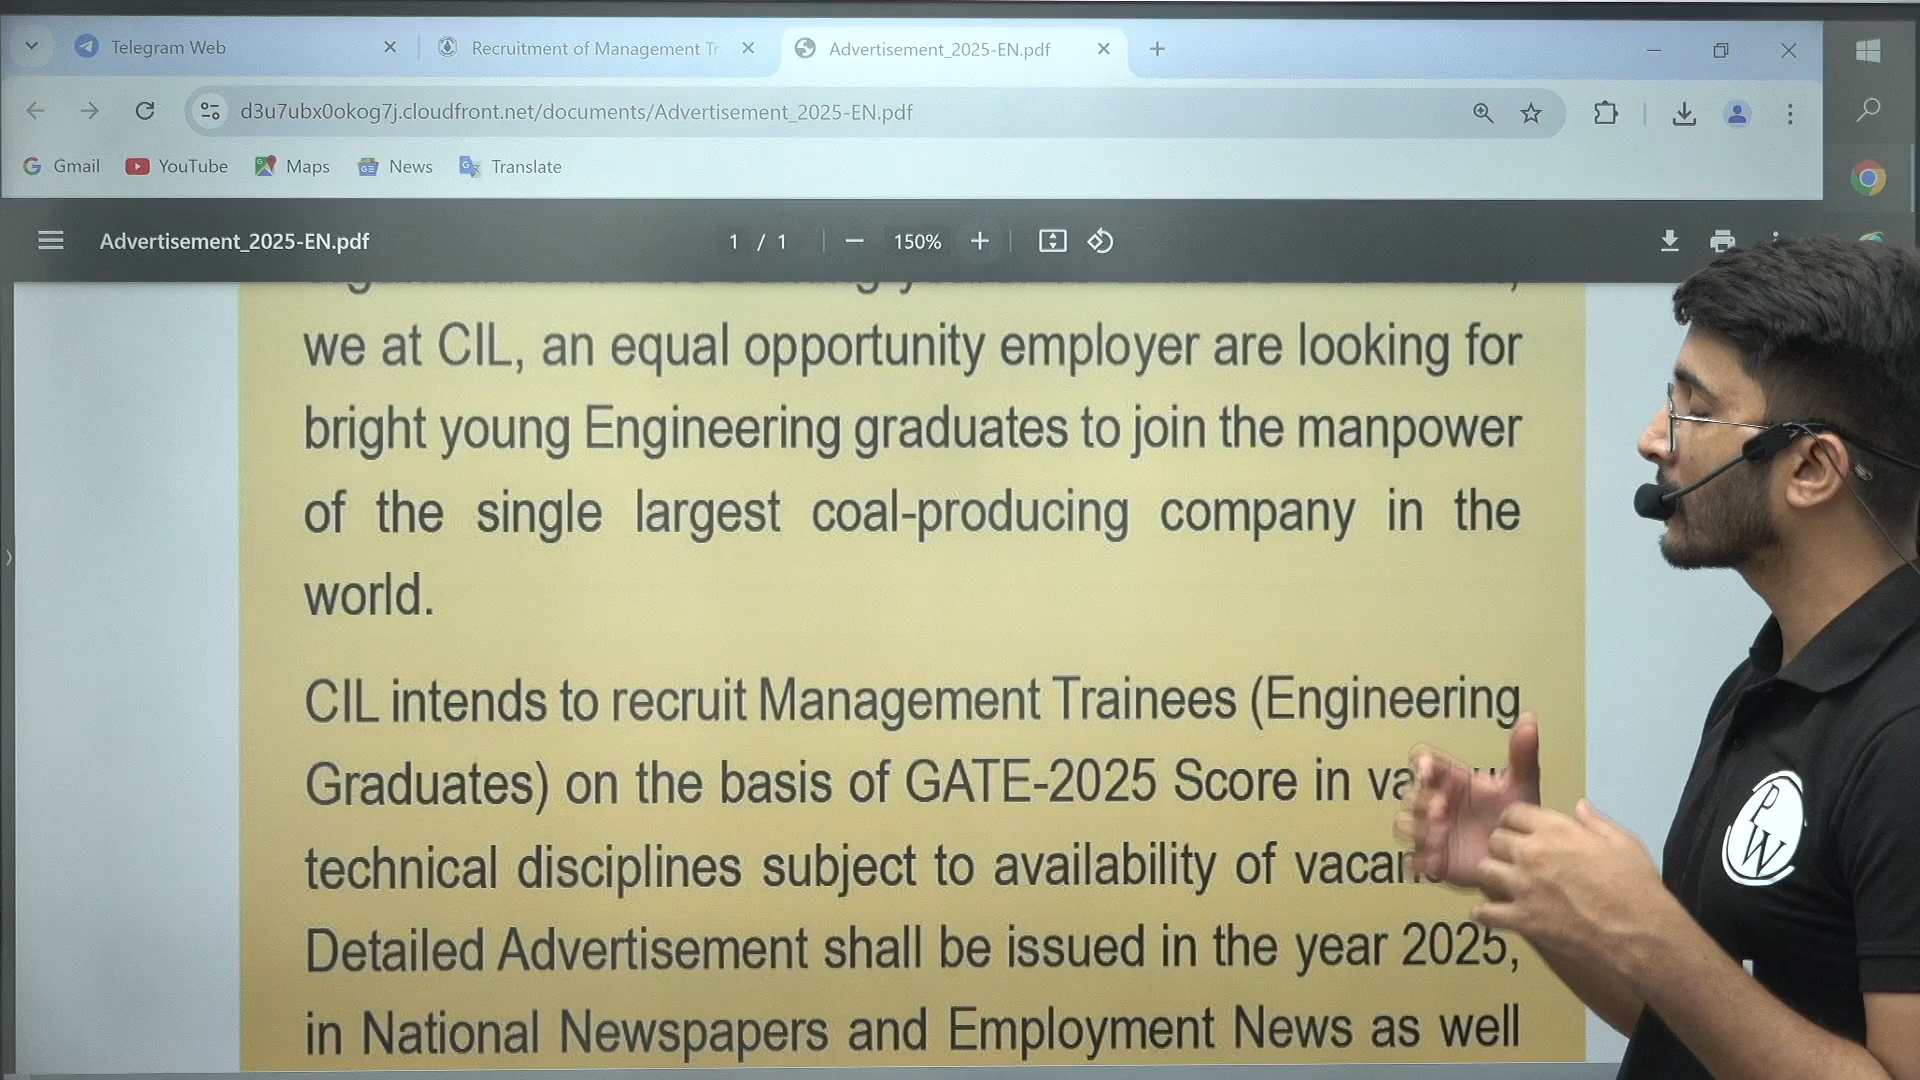 Telegram Web
Recruitment of Management Tr
Advertisement_2025-EN.pdf
d3u7ubx0okog7j.cloudfront.net/documents/Advertisement_2025-EN.pdf
Gmail YouTube Maps News Translate
Advertisement_2025-EN.pdf 1 / 1 150%
we at CIL, an equal opportunity employer are looking for
bright young Engineering graduates to join the manpower
of the single largest coal-producing company in the
world.
CIL intends to recruit Management Trainees (Engineering
Graduates) on the basis of GATE-2025 Score in
technical disciplines subject to availability of
Detailed Advertisement shall be issued in the year 2025,
in National Newspapers and Employment News as well
PW